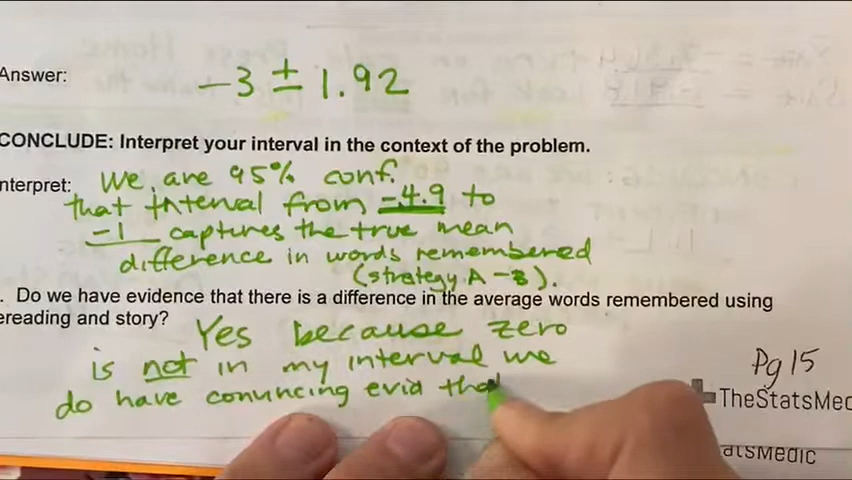 Answer:
-3 ± 1.92
CONCLUDE: Interpret your interval in the context of the problem.
nterpret: We are 95% conf.
that interval from -4.9 to
-1 captures the true mean
difference in words remembered
(strategy A-B).
. Do we have evidence that there is a difference in the average words remembered using
ereading and story? Yes because zero
is not in my interval we
do have convuncing evid tha
Pg 15
TheStatsMed
atsMedic